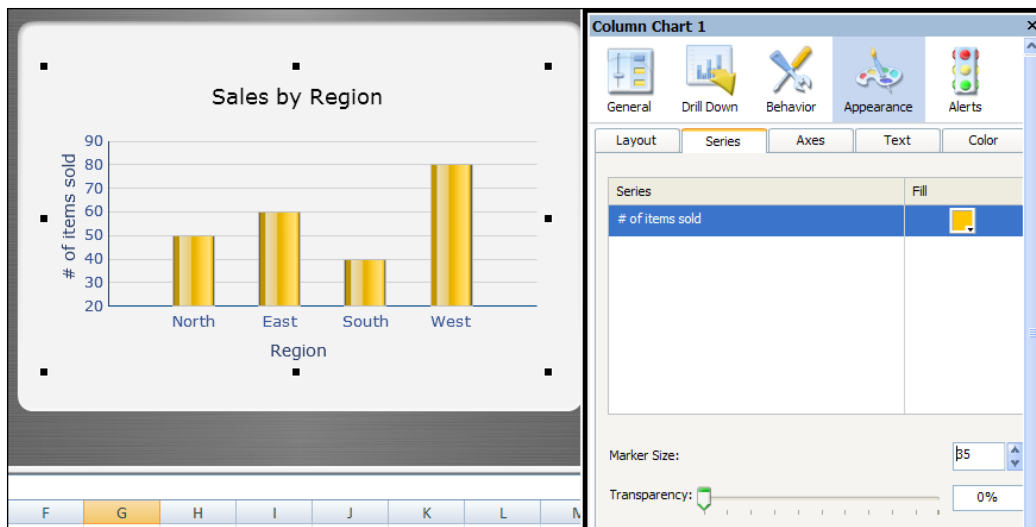 Sales by Region
# of items sold
90
80
70
60
50
40
30
20
North East South West
Region
F G H I J K L
Column Chart 1
General Drill Down Behavior Appearance Alerts
Layout Series Axes Text Color
Series Fill
# of items sold
Marker Size: 35
Transparency: 0%